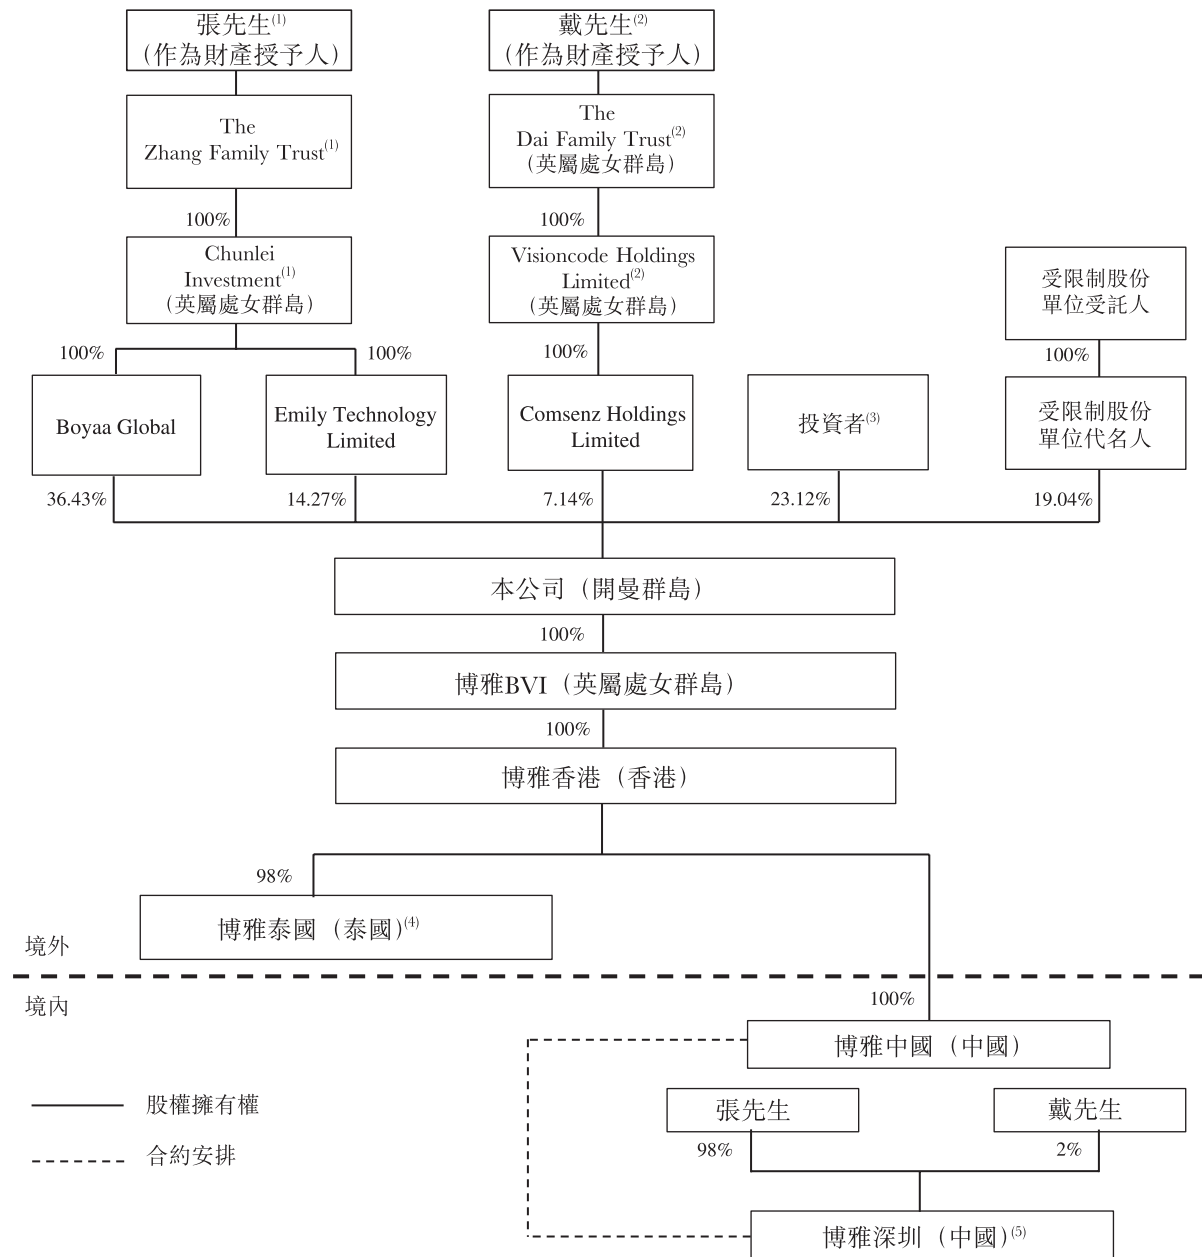 張先生(1)
（作為財產授予人）
戴先生(2)
（作為財產授予人）
The
Zhang Family Trust(1)
The
Dai Family Trust(2)
（英屬處女群島）
100%
100%
Chunlei
Investment(1)
（英屬處女群島）
Visioncode Holdings
Limited(2)
（英屬處女群島）
受限制股份
單位受託人
100%
100%
100%
100%
Boyaa Global
Emily Technology
Limited
Comsenz Holdings
Limited
投資者(3)
受限制股份
單位代名人
36.43%
14.27%
7.14%
23.12%
19.04%
本公司（開曼群島）
100%
博雅BVI（英屬處女群島）
100%
博雅香港（香港）
98%
博雅泰國（泰國）(4)
境外
境內
100%
博雅中國（中國）
股權擁有權
合約安排
張先生
戴先生
98%
2%
博雅深圳（中國）(5)